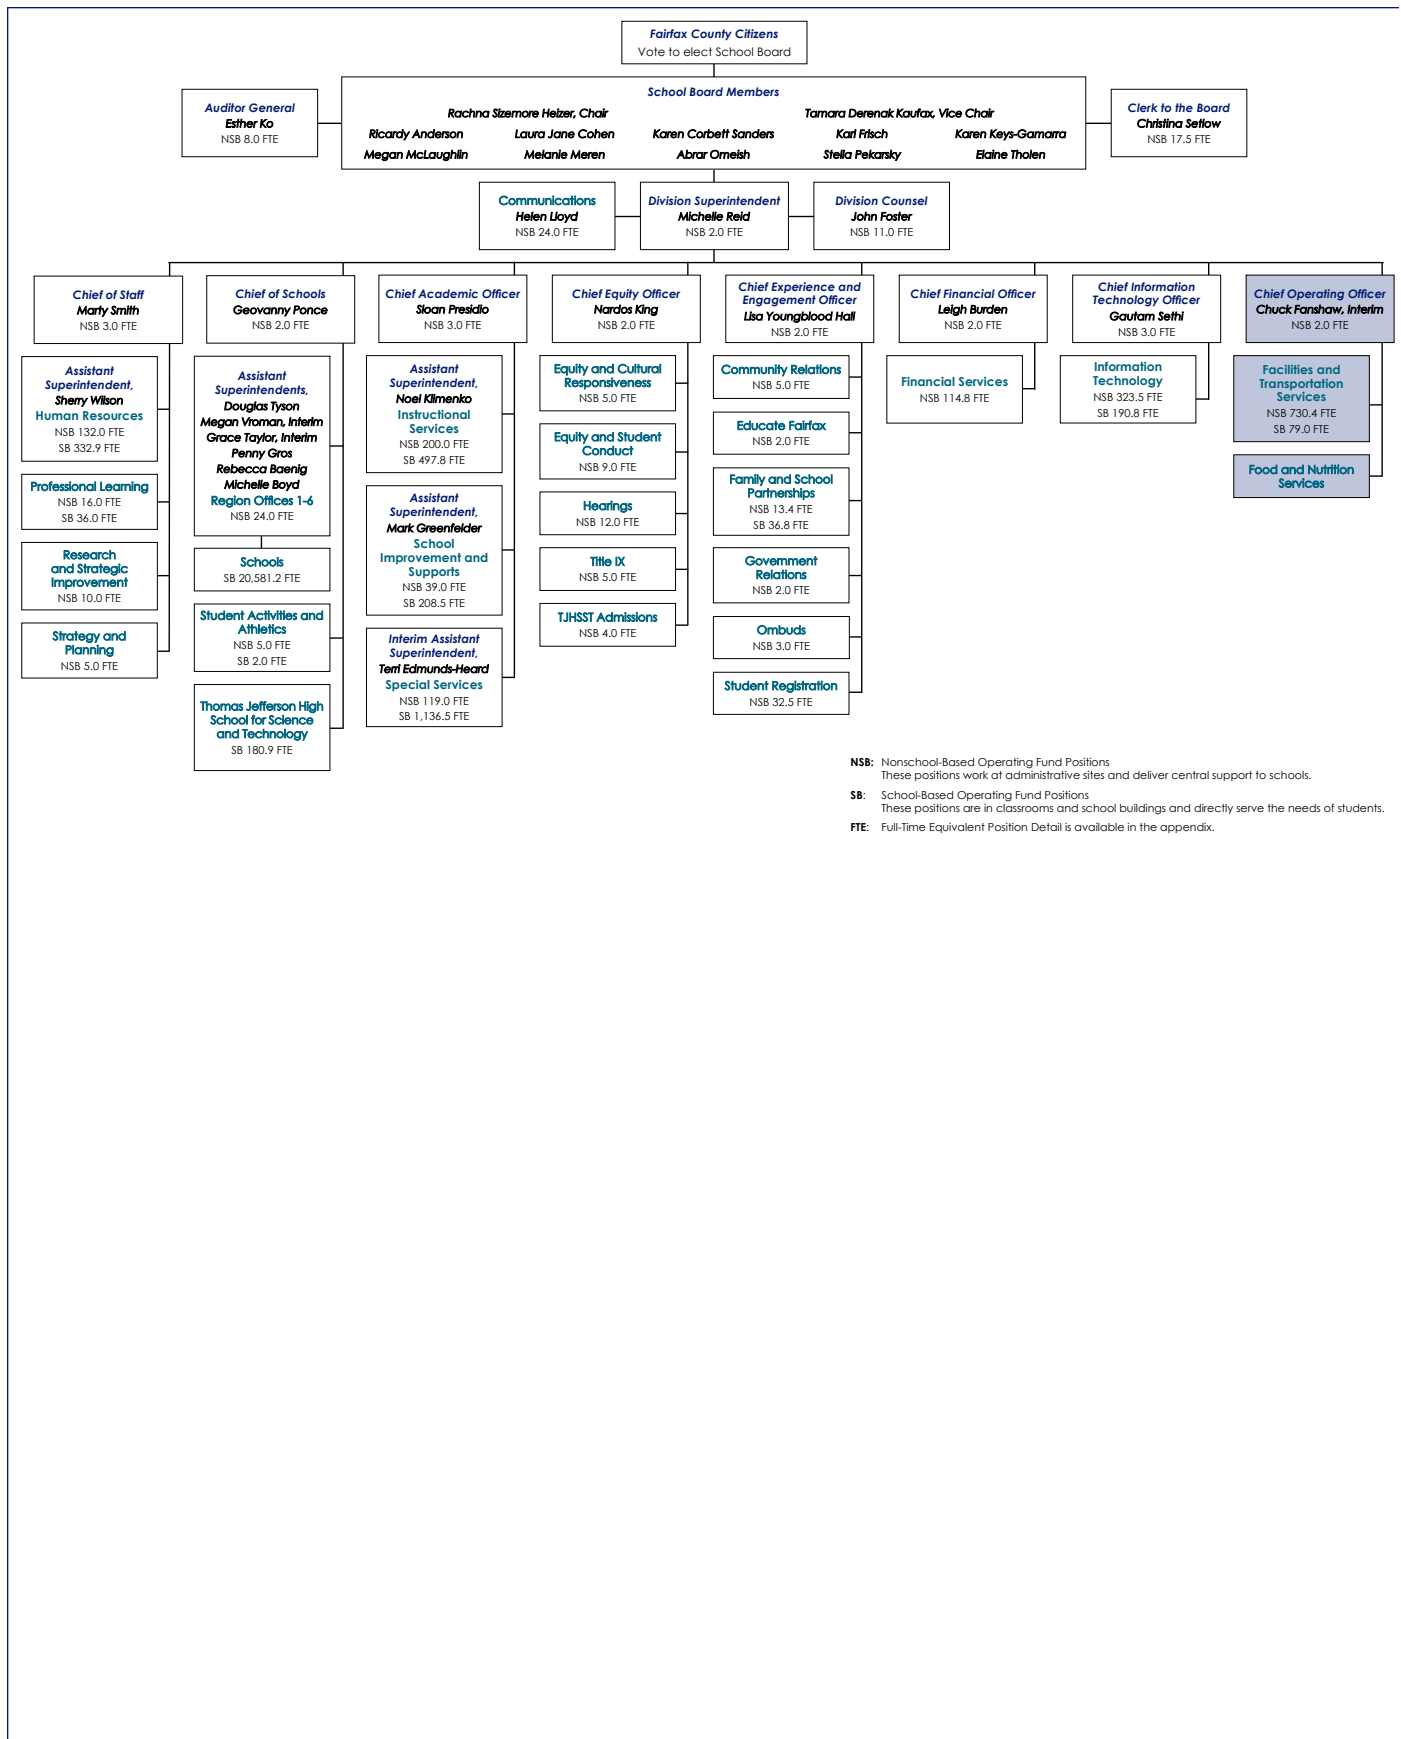 Fairfax County Citizens
Vote to elect School Board
School Board Members
Rachna Sizemore Heizer, Chair
Tamara Derenak Kaufax, Vice Chair
Ricardy Anderson
Laura Jane Cohen
Karen Corbett Sanders
Karl Frisch
Karen Keys-Gamarra
Megan McLaughlin
Melanie Meren
Abrar Omeish
Stella Pekarsky
Elaine Tholen
Auditor General
Esther Ko
NSB 8.0 FTE
Clerk to the Board
Christina Setlow
NSB 17.5 FTE
Communications
Helen Lloyd
NSB 24.0 FTE
Division Superintendent
Michelle Reid
NSB 2.0 FTE
Division Counsel
John Foster
NSB 11.0 FTE
Chief of Staff
Marty Smith
NSB 3.0 FTE
Assistant
Superintendent,
Sherry Wilson
Human Resources
NSB 132.0 FTE
SB 332.9 FTE
Professional Learning
NSB 16.0 FTE
SB 36.0 FTE
Research
and Strategic
Improvement
NSB 10.0 FTE
Strategy and
Planning
NSB 5.0 FTE
Chief of Schools
Geovanny Ponce
NSB 2.0 FTE
Assistant
Superintendents,
Douglas Tyson
Megan Vroman, Interim
Grace Taylor, Interim
Penny Gros
Rebecca Baenig
Michelle Boyd
Region Offices 1-6
NSB 24.0 FTE
Schools
SB 20,581.2 FTE
Student Activities and
Athletics
NSB 5.0 FTE
SB 2.0 FTE
Thomas Jefferson High
School for Science
and Technology
SB 180.9 FTE
Chief Academic Officer
Sloan Presidio
NSB 3.0 FTE
Assistant
Superintendent,
Noel Klimenko
Instructional
Services
NSB 200.0 FTE
SB 497.8 FTE
Assistant
Superintendent,
Mark Greenfelder
School
Improvement and
Supports
NSB 39.0 FTE
SB 208.5 FTE
Interim Assistant
Superintendent,
Terri Edmunds-Heard
Special Services
NSB 119.0 FTE
SB 1,136.5 FTE
Chief Equity Officer
Nardos King
NSB 2.0 FTE
Equity and Cultural
Responsiveness
NSB 5.0 FTE
Equity and Student
Conduct
NSB 9.0 FTE
Hearings
NSB 12.0 FTE
Title IX
NSB 5.0 FTE
TJHSST Admissions
NSB 4.0 FTE
Chief Experience and
Engagement Officer
Lisa Youngblood Hall
NSB 2.0 FTE
Community Relations
NSB 5.0 FTE
Educate Fairfax
NSB 2.0 FTE
Family and School
Partnerships
NSB 13.4 FTE
SB 36.8 FTE
Government
Relations
NSB 2.0 FTE
Ombuds
NSB 3.0 FTE
Student Registration
NSB 32.5 FTE
Chief Financial Officer
Leigh Burden
NSB 2.0 FTE
Financial Services
NSB 114.8 FTE
Chief Information
Technology Officer
Gautam Sethi
NSB 3.0 FTE
Information
Technology
NSB 323.5 FTE
SB 190.8 FTE
Chief Operating Officer
Chuck Fanshaw, Interim
NSB 2.0 FTE
Facilities and
Transportation
Services
NSB 730.4 FTE
SB 79.0 FTE
Food and Nutrition
Services
NSB: Nonschool-Based Operating Fund Positions
These positions work at administrative sites and deliver central support to schools.
SB: School-Based Operating Fund Positions
These positions are in classrooms and school buildings and directly serve the needs of students.
FTE: Full-Time Equivalent Position Detail is available in the appendix.